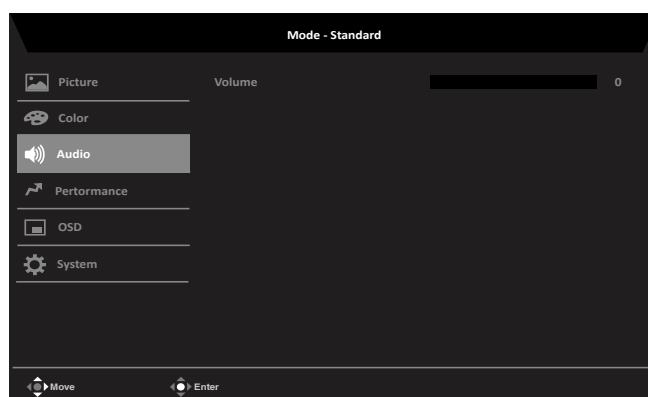 Mode - Standard
Picture
Volume
0
Color
Audio
Pertormance
OSD
System
Move
Enter